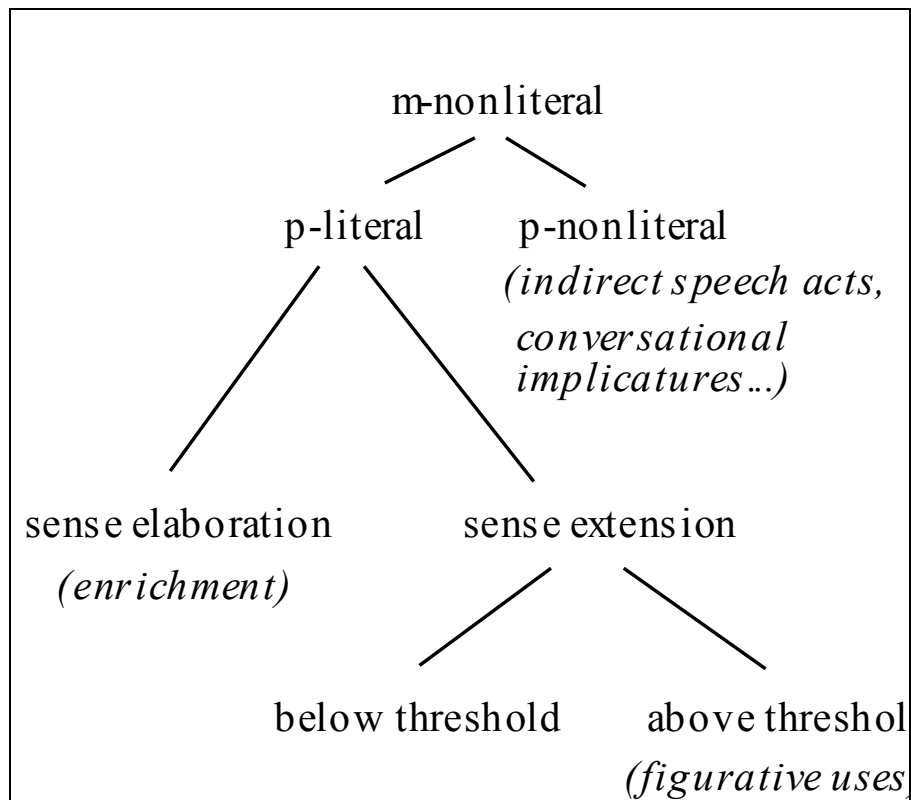 m-nonliteral
p-literal p-nonliteral
(indirect speech acts,
conversational
implicatures...)
sense elaboration sense extension
(enrichment)
below threshold above threshol
(figurative uses